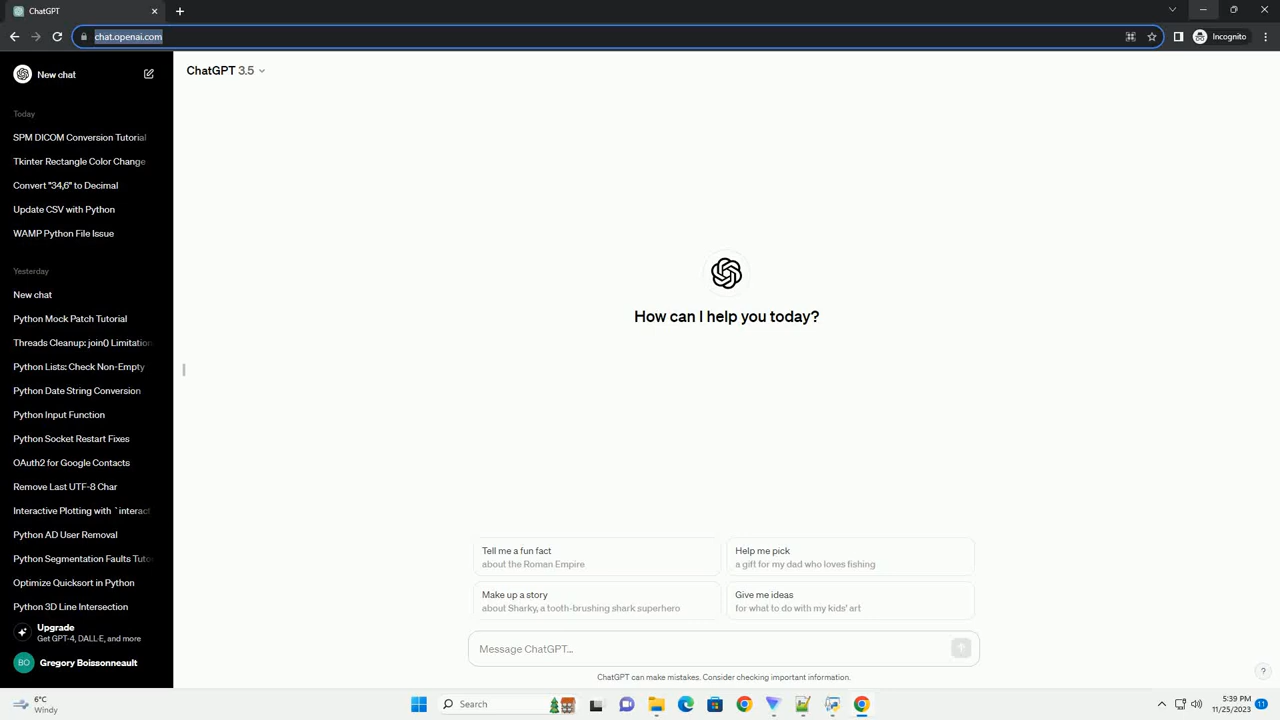 ChatGPT
chat.openai.com
Incognito
New chat
ChatGPT 3.5
Today
SPM DICOM Conversion Tutorial
Tkinter Rectangle Color Change
Convert "34,6" to Decimal
Update CSV with Python
WAMP Python File Issue
Yesterday
New chat
Python Mock Patch Tutorial
Threads Cleanup: join() Limitation
Python Lists: Check Non-Empty
Python Date String Conversion
Python Input Function
Python Socket Restart Fixes
OAuth2 for Google Contacts
Remove Last UTF-8 Char
Interactive Plotting with `interact
Python AD User Removal
Python Segmentation Faults Tuto
Optimize Quicksort in Python
Python 3D Line Intersection
Upgrade
Get GPT-4, DALL·E, and more
BO
Gregory Boissonneault
How can I help you today?
Tell me a fun fact
about the Roman Empire
Help me pick
a gift for my dad who loves fishing
Make up a story
about Sharky, a tooth-brushing shark superhero
Give me ideas
for what to do with my kids' art
Message ChatGPT...
ChatGPT can make mistakes. Consider checking important information.
?
6°C
Windy
Search
5:39 PM
11/25/2023
11